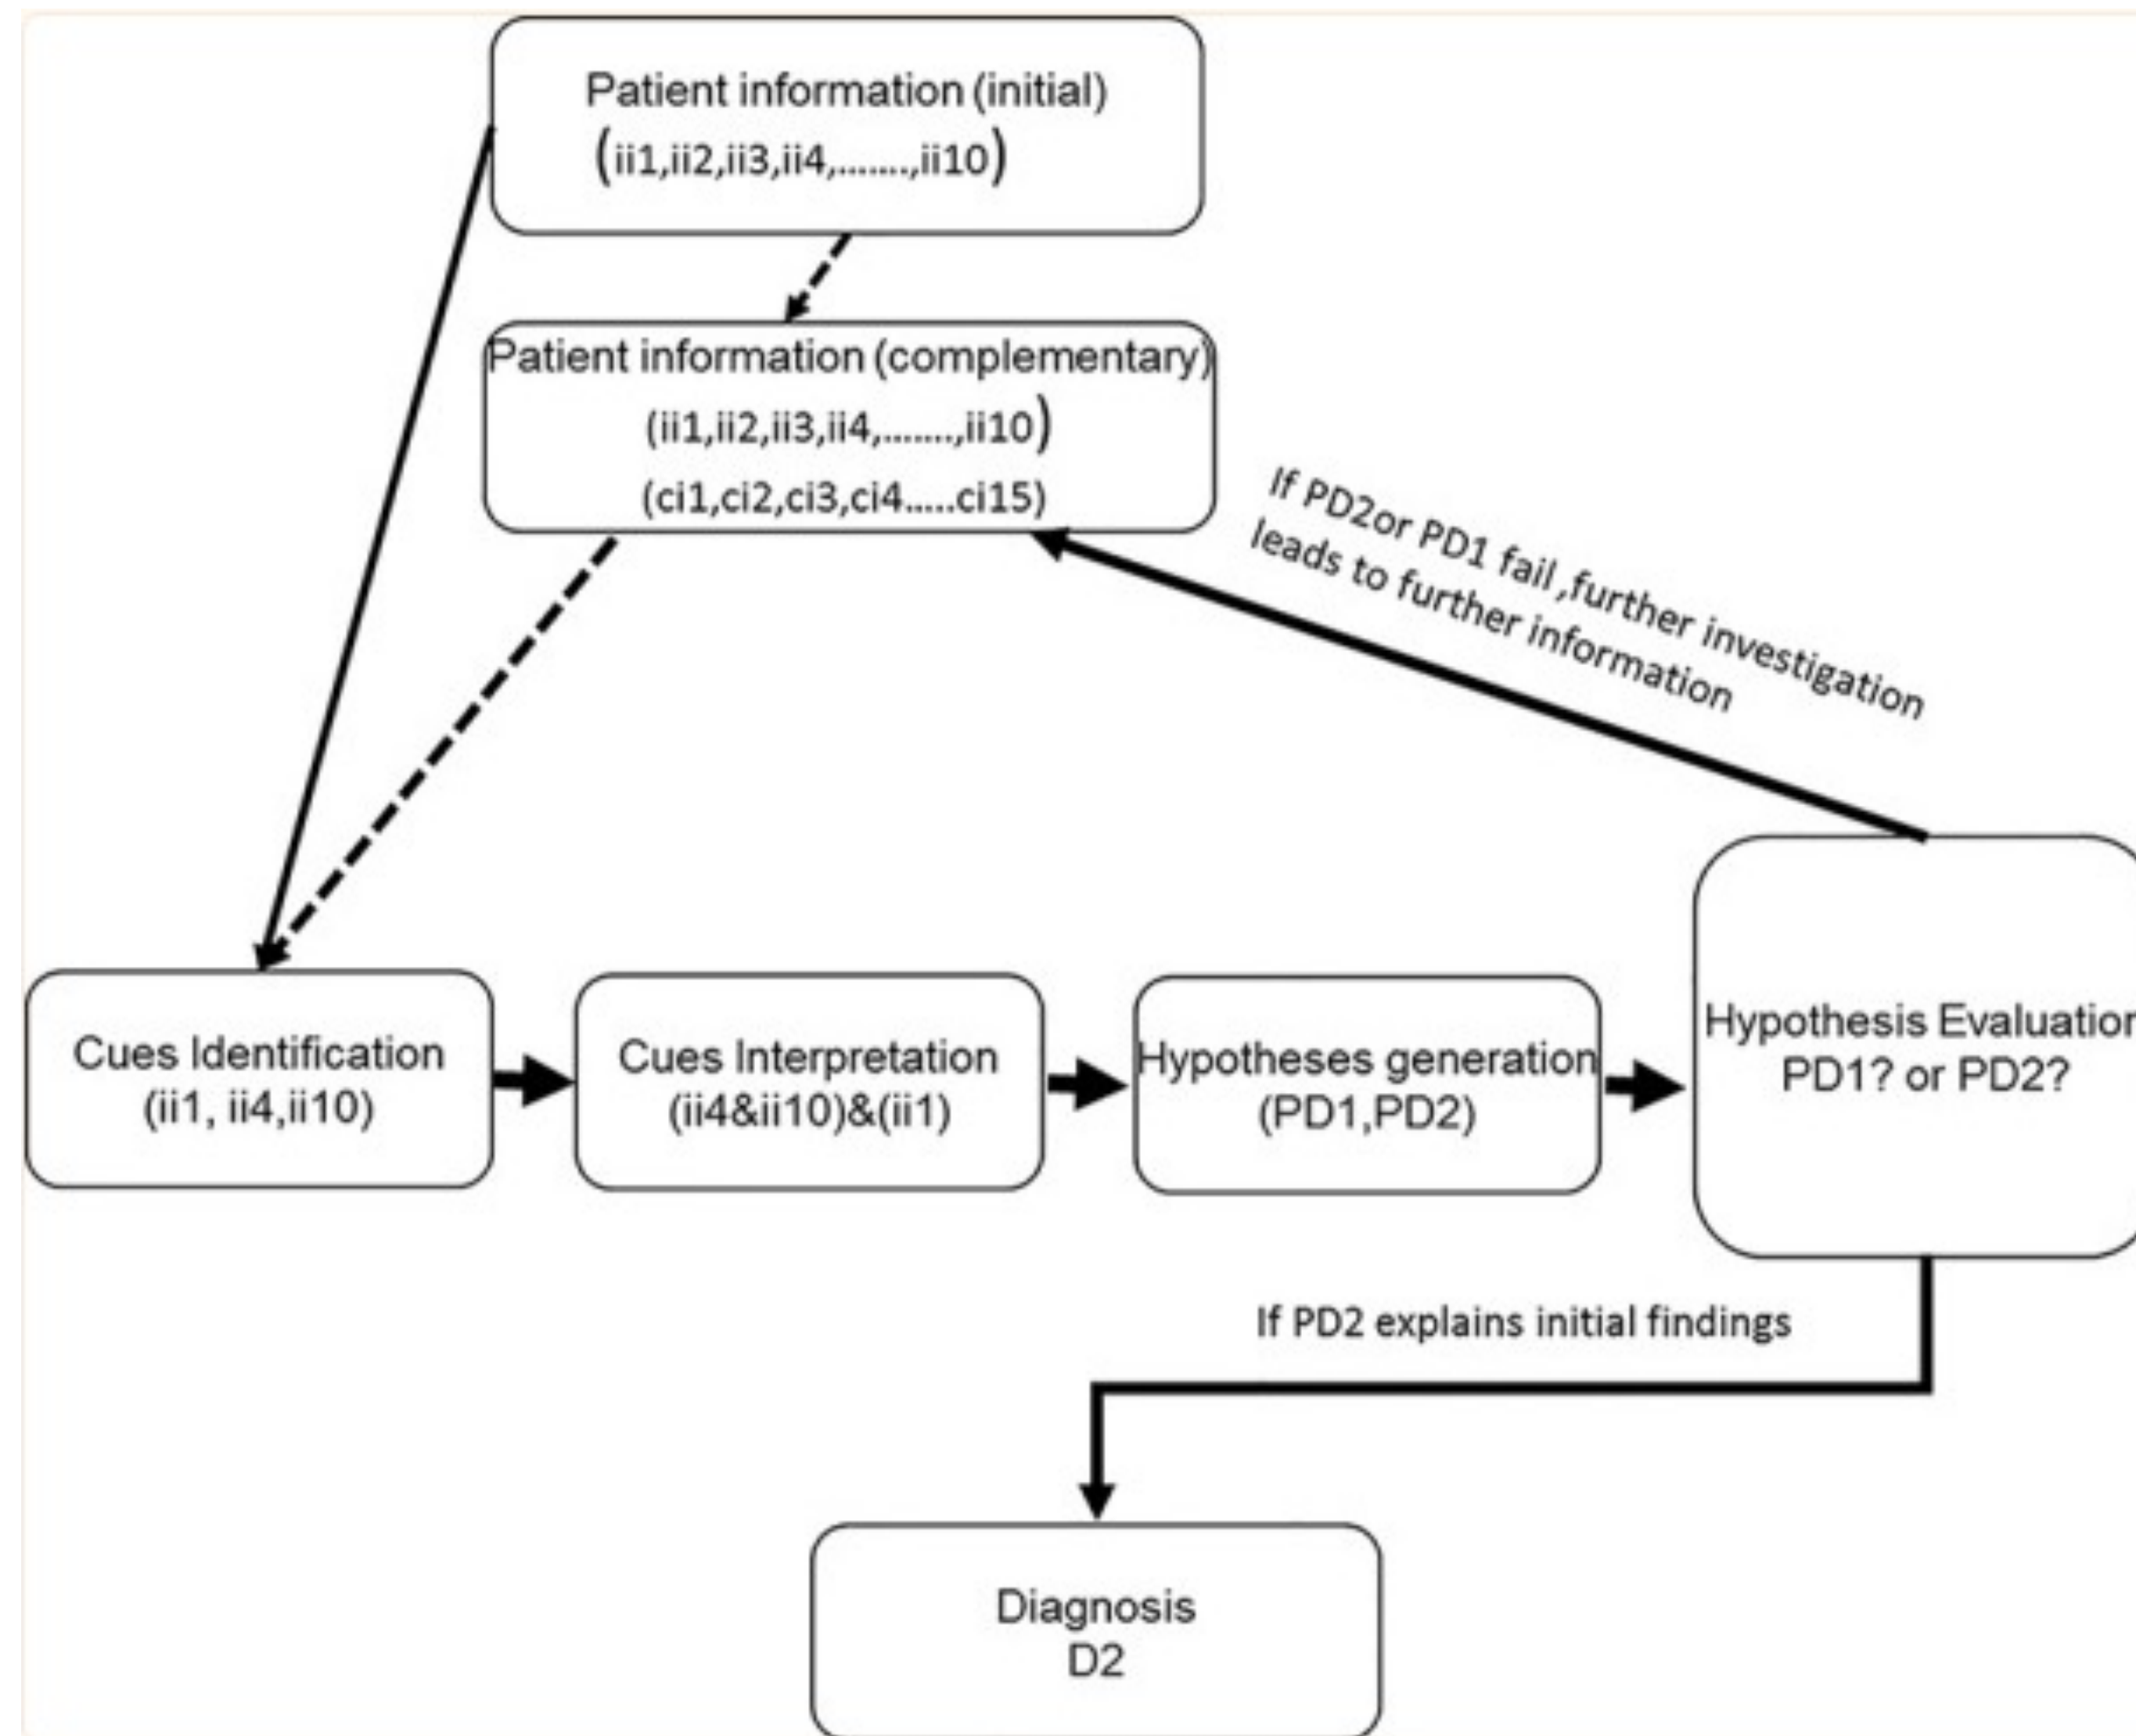 Patient information (initial)
(ii1,ii2,ii3,ii4,........,ii10)
Patient information (complementary)
(ii1,ii2,ii3,ii4,........,ii10)
(ci1,ci2,ci3,ci4.....ci15)
If PD2or PD1 fail ,further investigation
leads to further information
Cues Identification
(ii1, ii4,ii10)
Cues Interpretation
(ii4&ii10)&(ii1)
Hypotheses generation
(PD1,PD2)
Hypothesis Evaluation
PD1? or PD2?
If PD2 explains initial findings
Diagnosis
D2